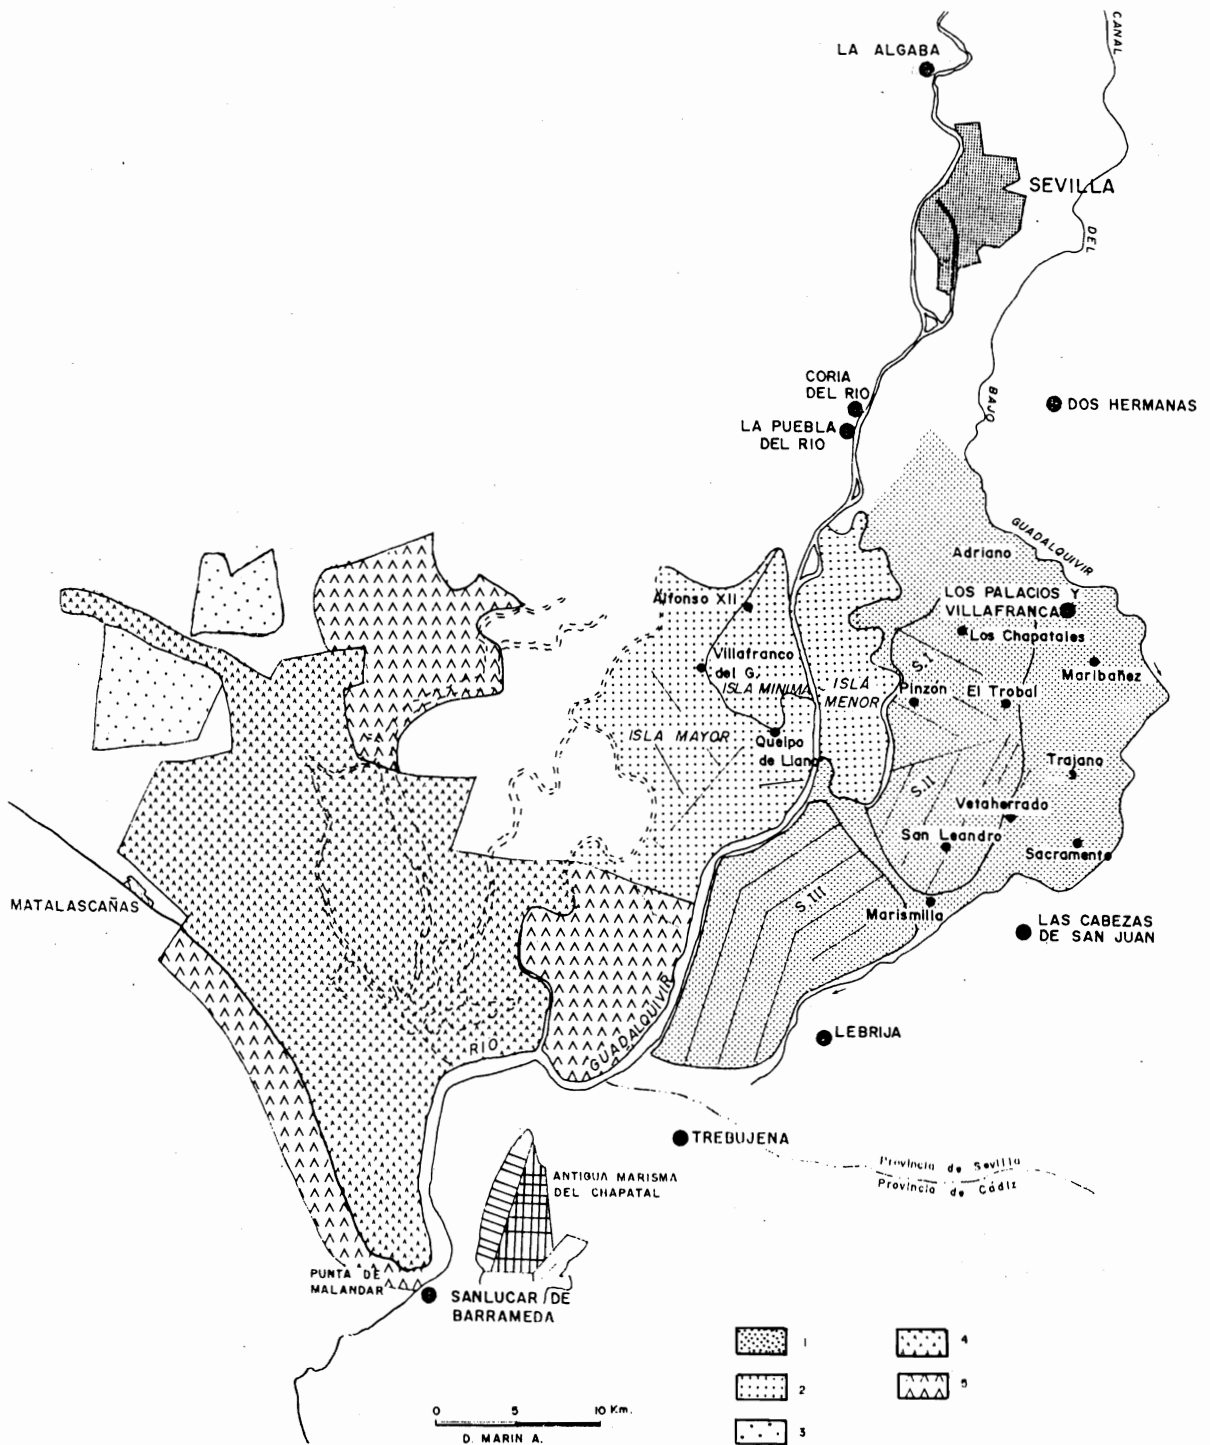 LA ALGABA
CANAL
SEVILLA
DEL
CORIA
DEL RIO
BAJO
DOS HERMANAS
LA PUEBLA
DEL RIO
GUADALQUIVIR
Adriano
LOS PALACIOS Y
VILLAFRANCA
Alfonso XII
Los Chapatales
Villafranco
del G.
S.I
Maribañez
ISLA MINIMA
ISLA
MENOR
Pinzón
El Trobal
ISLA MAYOR
Queipo
de Llano
Trajano
S.II
Vetaherrado
San Leandro
Sacramento
MATALASCAÑAS
S III
Marismilla
LAS CABEZAS
DE SAN JUAN
RIO
GUADALQUIVIR
LEBRIJA
TREBUJENA
Provincia de Sevilla
Provincia de Cádiz
ANTIGUA MARISMA
DEL CHAPATAL
PUNTA DE
MALANDAR
SANLUCAR DE
BARRAMEDA
1
4
2
5
3
0 5 10 Km.
D. MARIN A.